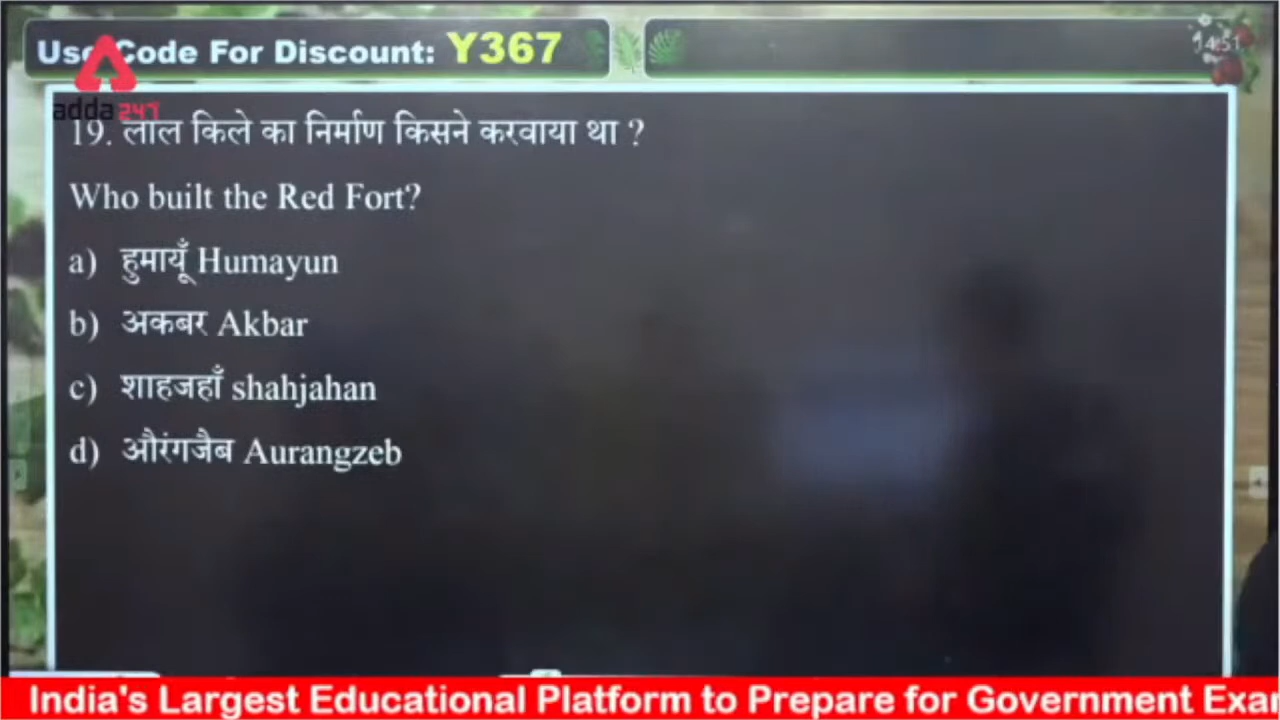 Use Code For Discount: Y367
adda247
19. लाल किले का निर्माण किसने करवाया था ?
Who built the Red Fort?
a) हुमायूँ Humayun
b) अकबर Akbar
c) शाहजहाँ shahjahan
d) औरंगजैब Aurangzeb
India's Largest Educational Platform to Prepare for Government Exa